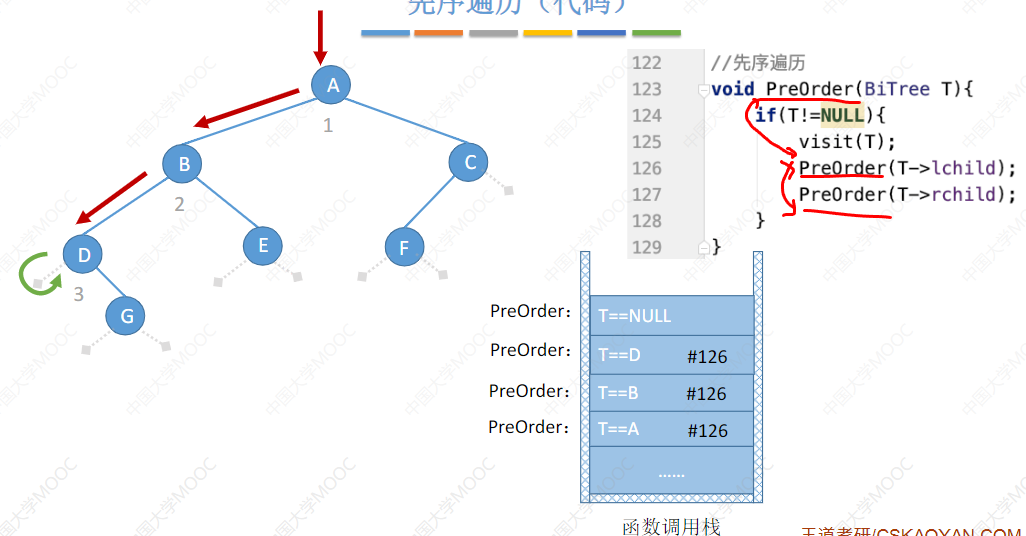 先序遍历（代码）
A
1
B
C
2
D
E
F
3
G
122 //先序遍历
123 void PreOrder(BiTree T){
124 if(T!=NULL){
125 visit(T);
126 PreOrder(T->lchild);
127 PreOrder(T->rchild);
128 }
129 }
PreOrder: T==NULL
PreOrder: T==D #126
PreOrder: T==B #126
PreOrder: T==A #126
……
函数调用栈
王道考研/CSKAOYAN.COM
中国大学MOOC